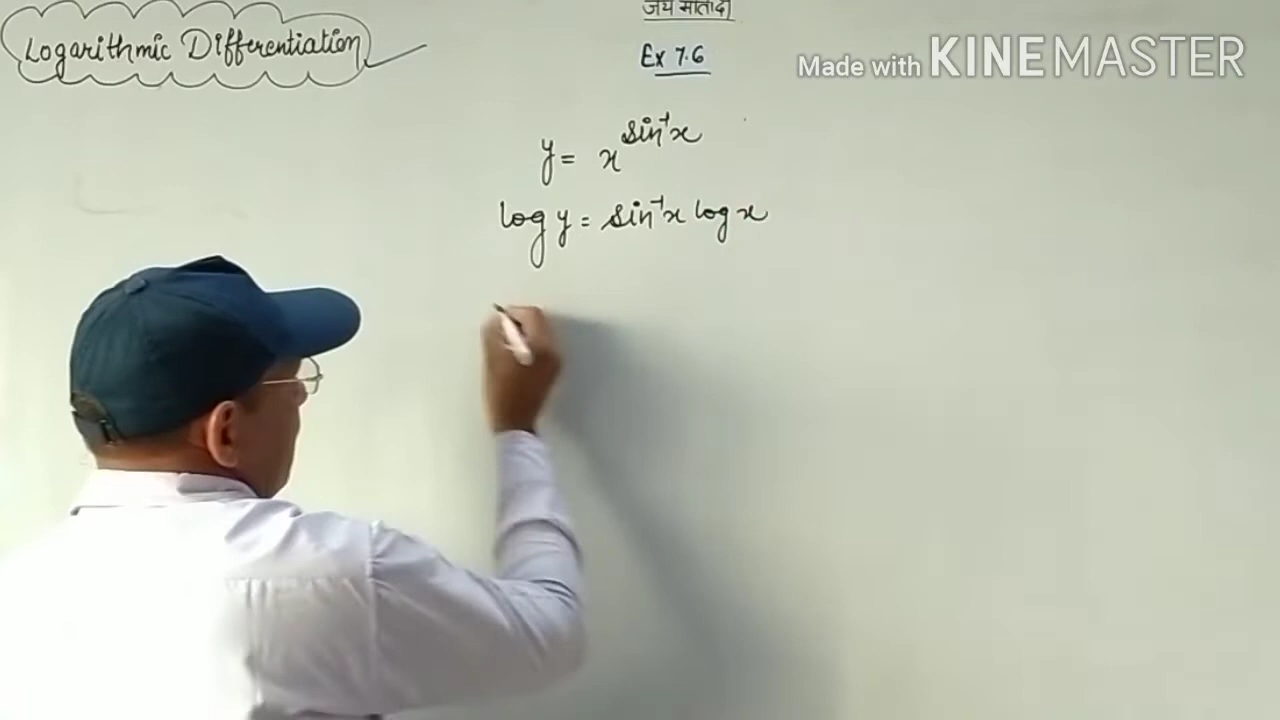 Logarithmic Differentiation
जय माता दी
Ex 7.6
Made with KINEMASTER
y = x^sin⁻¹x
log y = sin⁻¹x log x